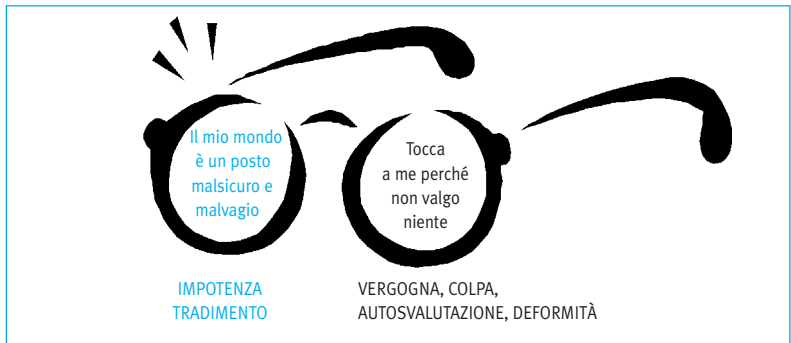 Il mio mondo
è un posto
malsicuro e
malvagio
Tocca
a me perché
non valgo
niente
IMPOTENZA
TRADIMENTO
VERGOGNA, COLPA,
AUTOSVALUTAZIONE, DEFORMITÀ